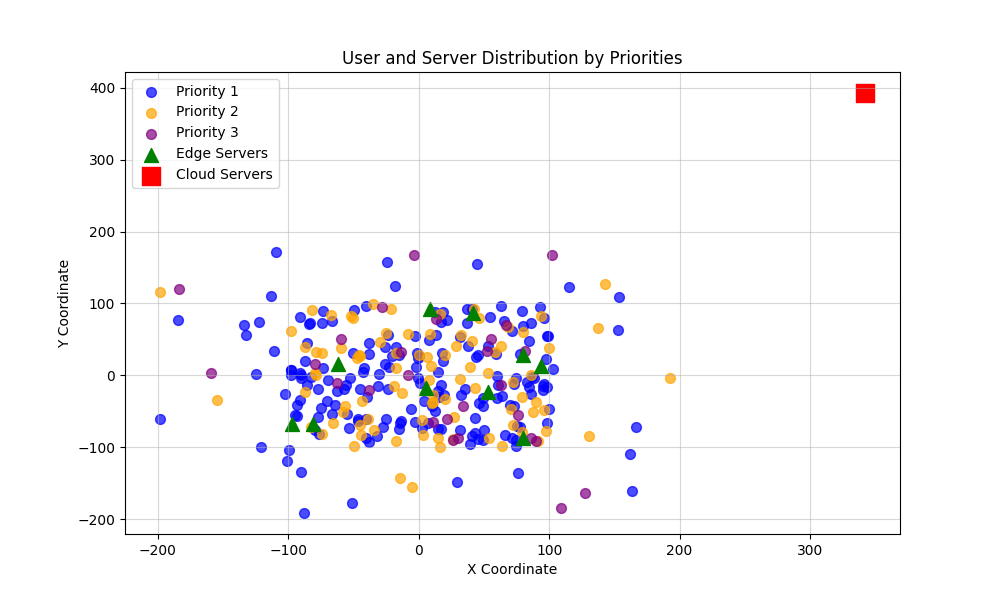 User and Server Distribution by Priorities
Priority 1
Priority 2
Priority 3
Edge Servers
Cloud Servers
Y Coordinate
400
300
200
100
0
−100
−200
−200
−100
0
100
200
300
X Coordinate